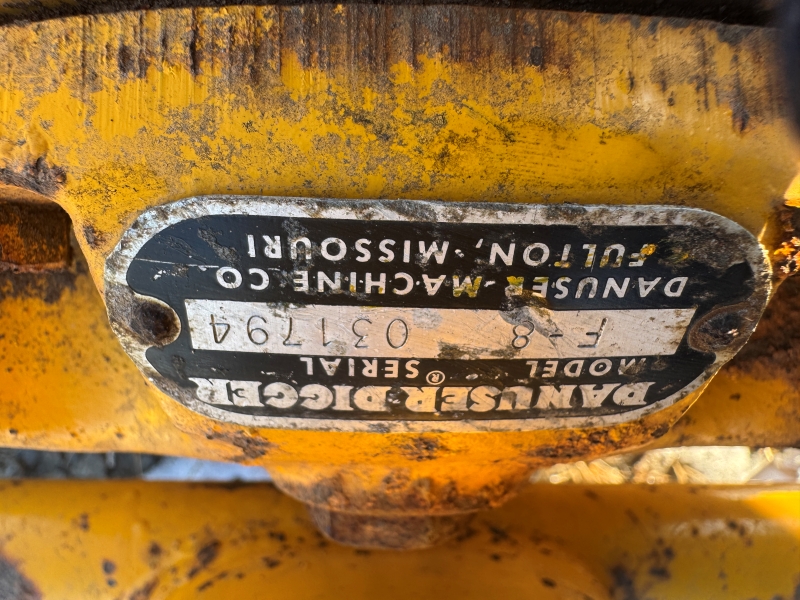 DANUSER DIGGER
MODEL ® SERIAL
F-8 031794
DANUSER MACHINE CO.
FULTON, MISSOURI